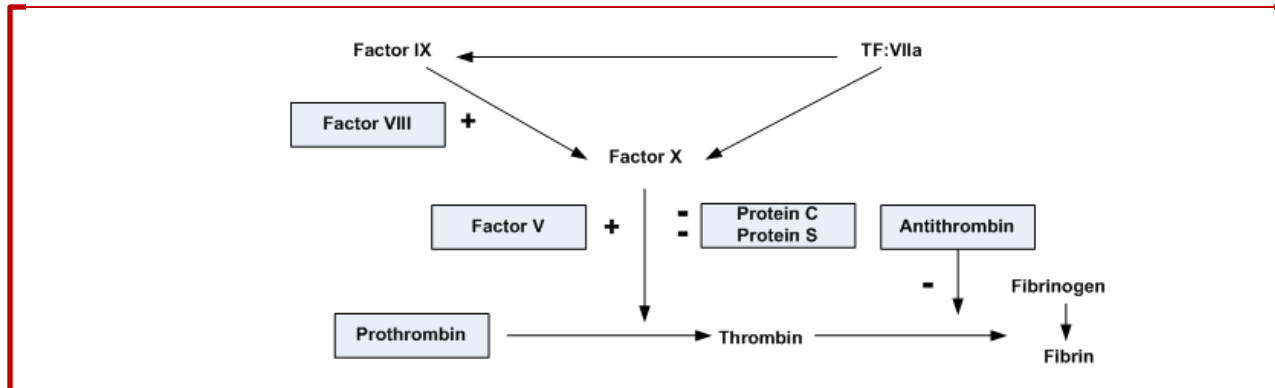 Factor IX
TF:VIIa
Factor VIII
+
Factor X
Factor V
+
-
-
Protein C
Protein S
Antithrombin
-
Fibrinogen
Prothrombin
Thrombin
Fibrin